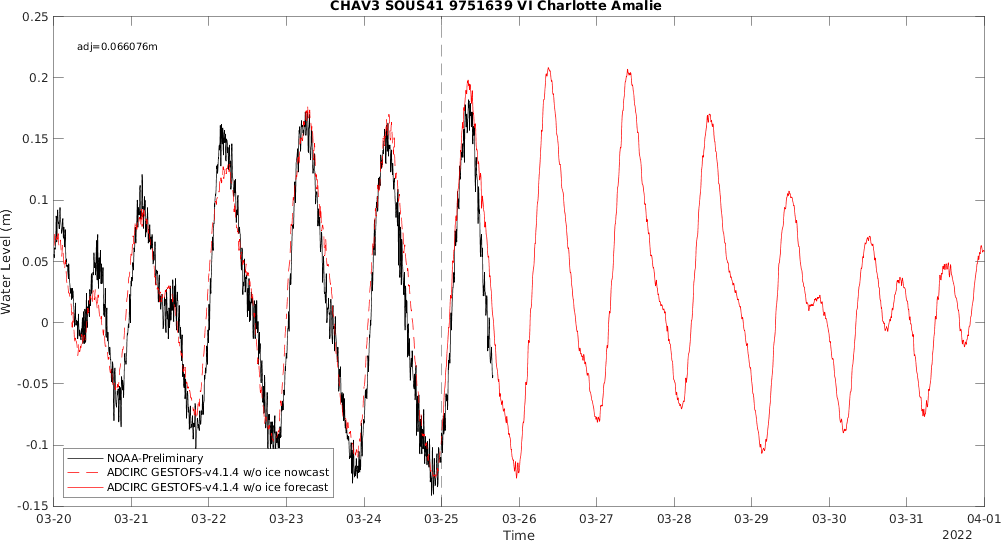 CHAV3 SOUS41 9751639 VI Charlotte Amalie
adj=0.066076m
Water Level (m)
0.25
0.2
0.15
0.1
0.05
0
-0.05
-0.1
-0.15
NOAA-Preliminary
ADCIRC GESTOFS-v4.1.4 w/o ice nowcast
ADCIRC GESTOFS-v4.1.4 w/o ice forecast
03-20 03-21 03-22 03-23 03-24 03-25 03-26 03-27 03-28 03-29 03-30 03-31 04-01
Time
2022